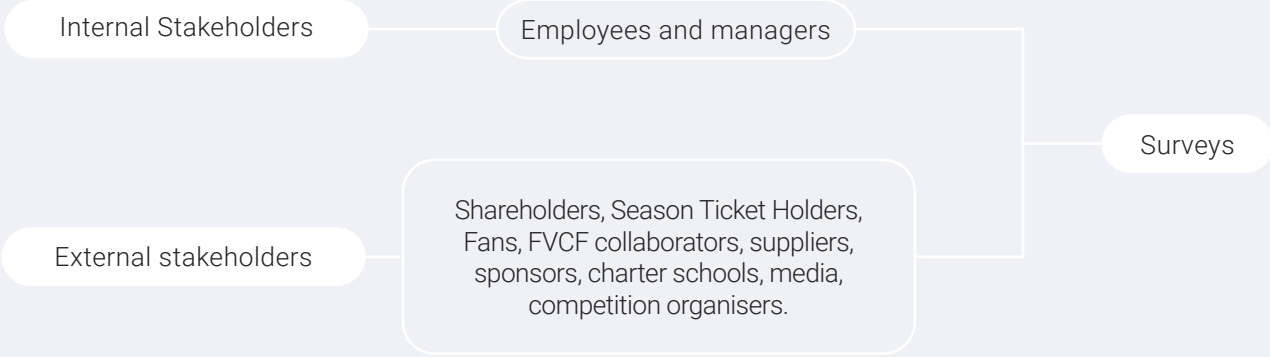 Internal Stakeholders
Employees and managers
Surveys
External stakeholders
Shareholders, Season Ticket Holders,
Fans, FVCF collaborators, suppliers,
sponsors, charter schools, media,
competition organisers.